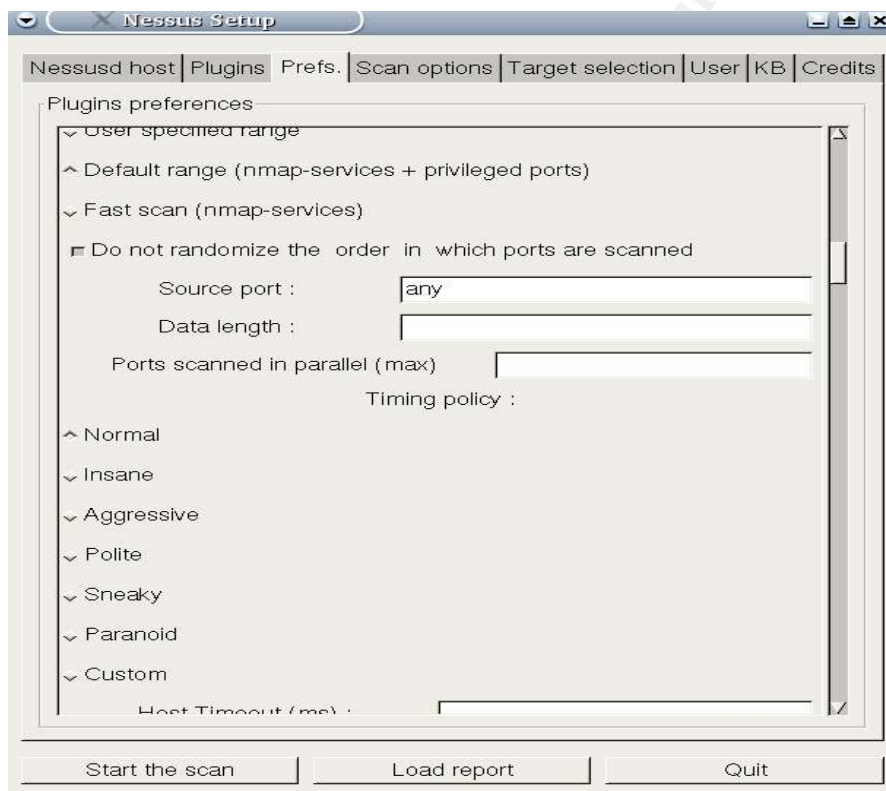 Nessus Setup
Nessusd host Plugins Prefs. Scan options Target selection User KB Credits
Plugins preferences
User specified range
Default range (nmap-services + privileged ports)
Fast scan (nmap-services)
Do not randomize the order in which ports are scanned
Source port : any
Data length :
Ports scanned in parallel (max)
Timing policy :
Normal
Insane
Aggressive
Polite
Sneaky
Paranoid
Custom
Host Timeout (ms) :
Start the scan Load report Quit